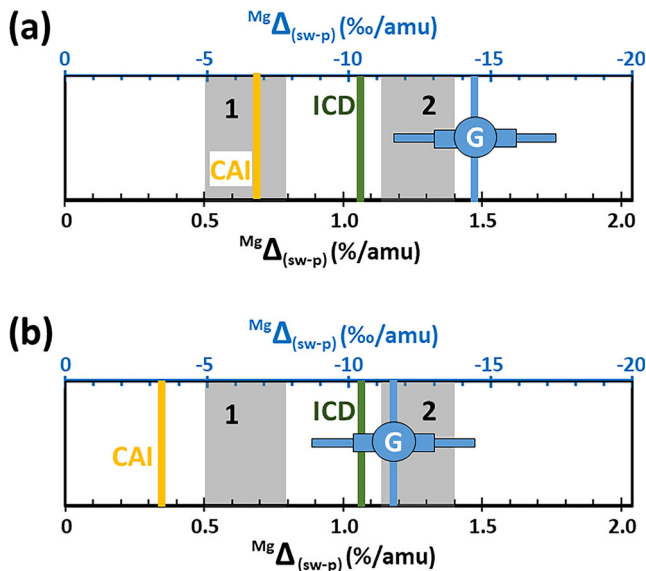 (a)
MgΔ(sw-p)(‰/amu)
0 -5 -10 -15 -20
1 ICD 2
G
CAI
0 0.5 1.0 1.5 2.0
MgΔ(sw-p)(%/amu)
(b)
MgΔ(sw-p)(‰/amu)
0 -5 -10 -15 -20
1 ICD 2
CAI G
0 0.5 1.0 1.5 2.0
MgΔ(sw-p)(%/amu)